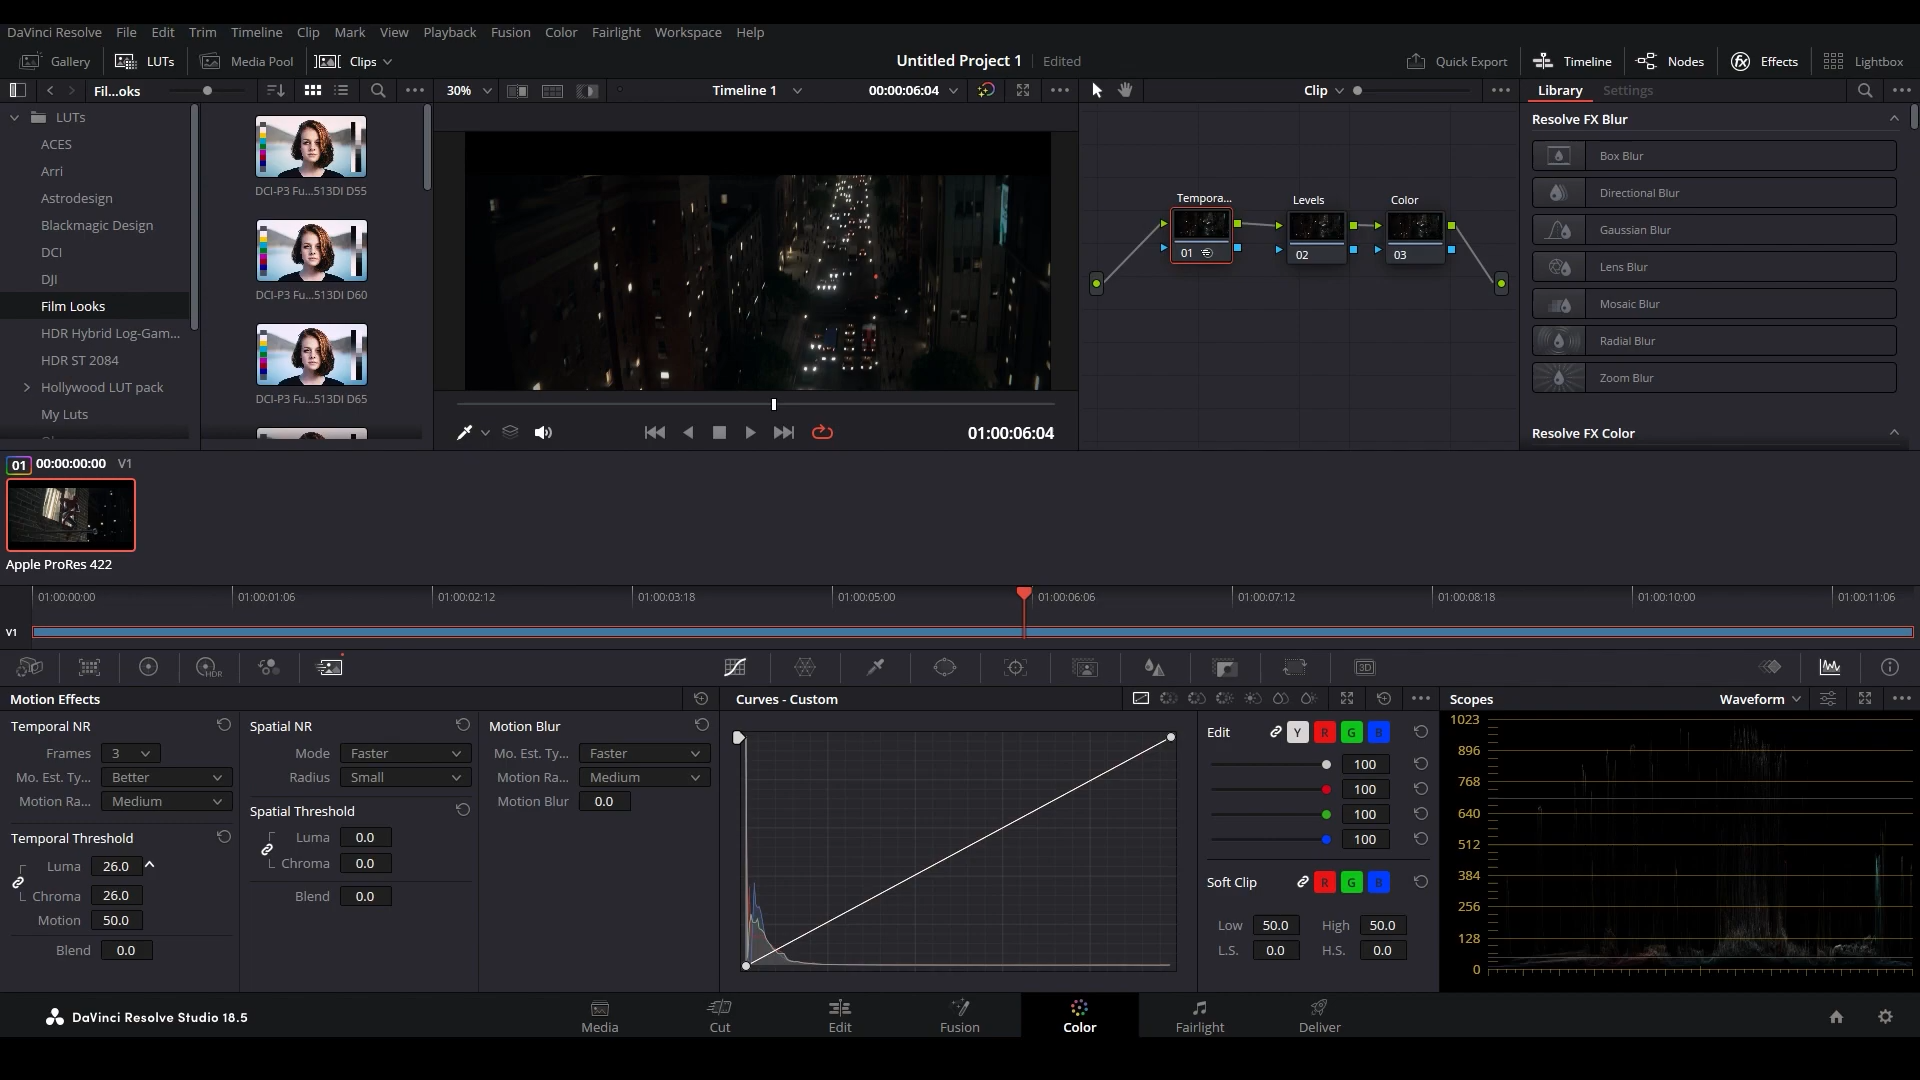 DaVinci Resolve File Edit Trim Timeline Clip Mark View Playback Fusion Color Fairlight Workspace Help
Gallery LUTs Media Pool Clips Untitled Project 1 Edited Quick Export Timeline Nodes Effects Lightbox
Fil...oks 30% Timeline 1 00:00:06:04 Clip Library Settings
LUTs
ACES
Arri
Astrodesign
Blackmagic Design
DCI
DJI
Film Looks
HDR Hybrid Log-Gam...
HDR ST 2084
Hollywood LUT pack
My Luts
DCI-P3 Fu...513DI D55
DCI-P3 Fu...513DI D60
DCI-P3 Fu...513DI D65
01:00:06:04
Tempora... Levels Color
01 02 03
Resolve FX Blur
Box Blur
Directional Blur
Gaussian Blur
Lens Blur
Mosaic Blur
Radial Blur
Zoom Blur
Resolve FX Color
01 00:00:00:00 V1
Apple ProRes 422
01:00:00:00 01:00:01:06 01:00:02:12 01:00:03:18 01:00:05:00 01:00:06:06 01:00:07:12 01:00:08:18 01:00:10:00 01:00:11:06
V1
HDR 3D
Motion Effects
Temporal NR
Frames 3
Mo. Est. Ty... Better
Motion Ra... Medium
Temporal Threshold
Luma 26.0
Chroma 26.0
Motion 50.0
Blend 0.0
Spatial NR
Mode Faster
Radius Small
Spatial Threshold
Luma 0.0
Chroma 0.0
Blend 0.0
Motion Blur
Mo. Est. Ty... Faster
Motion Ra... Medium
Motion Blur 0.0
Curves - Custom
Edit Y R G B
100
100
100
100
Soft Clip R G B
Low 50.0 High 50.0
L.S. 0.0 H.S. 0.0
Scopes Waveform
1023
896
768
640
512
384
256
128
0
DaVinci Resolve Studio 18.5
Media Cut Edit Fusion Color Fairlight Deliver